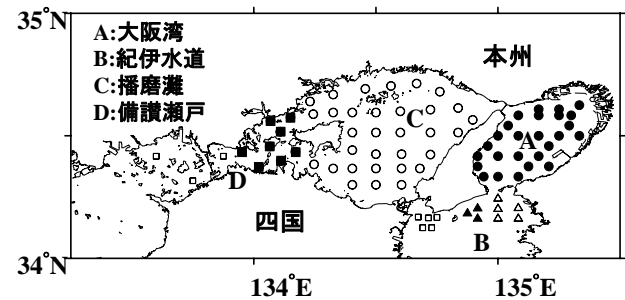 35°N
A:大阪湾
B:紀伊水道
C:播磨灘
D:備讃瀬戸
本州
C
A
D
四国
B
34°N
134°E
135°E